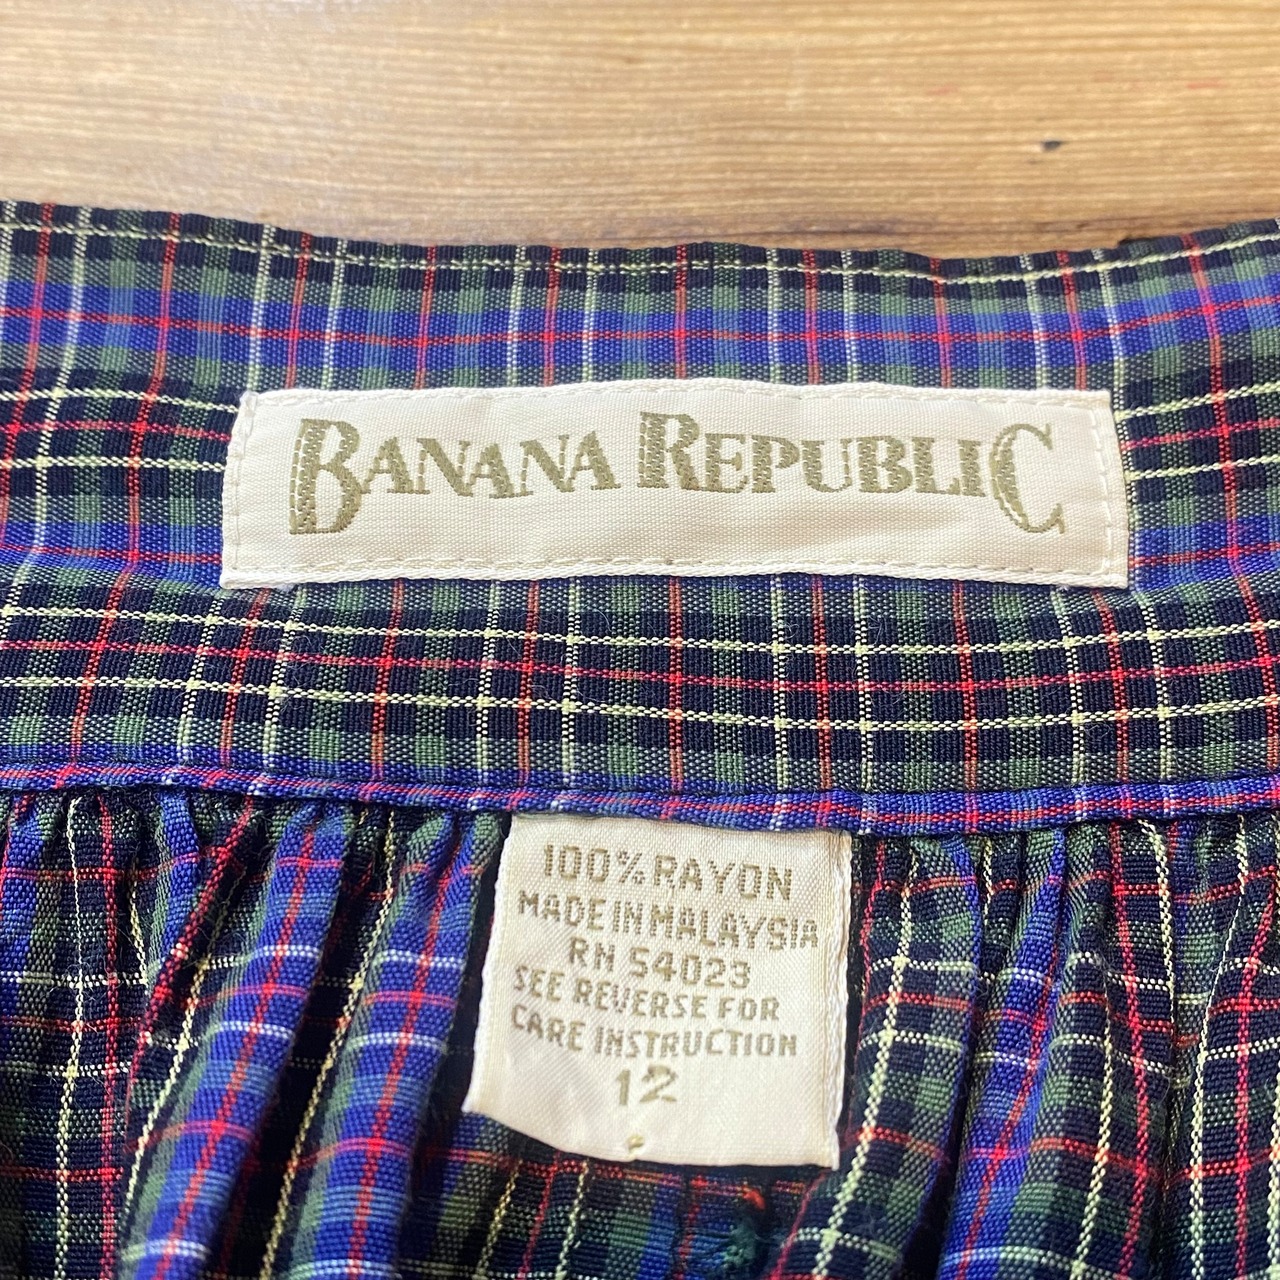 BANANA REPUBLIC
100% RAYON
MADE IN MALAYSIA
RN 54023
SEE REVERSE FOR
CARE INSTRUCTION
12